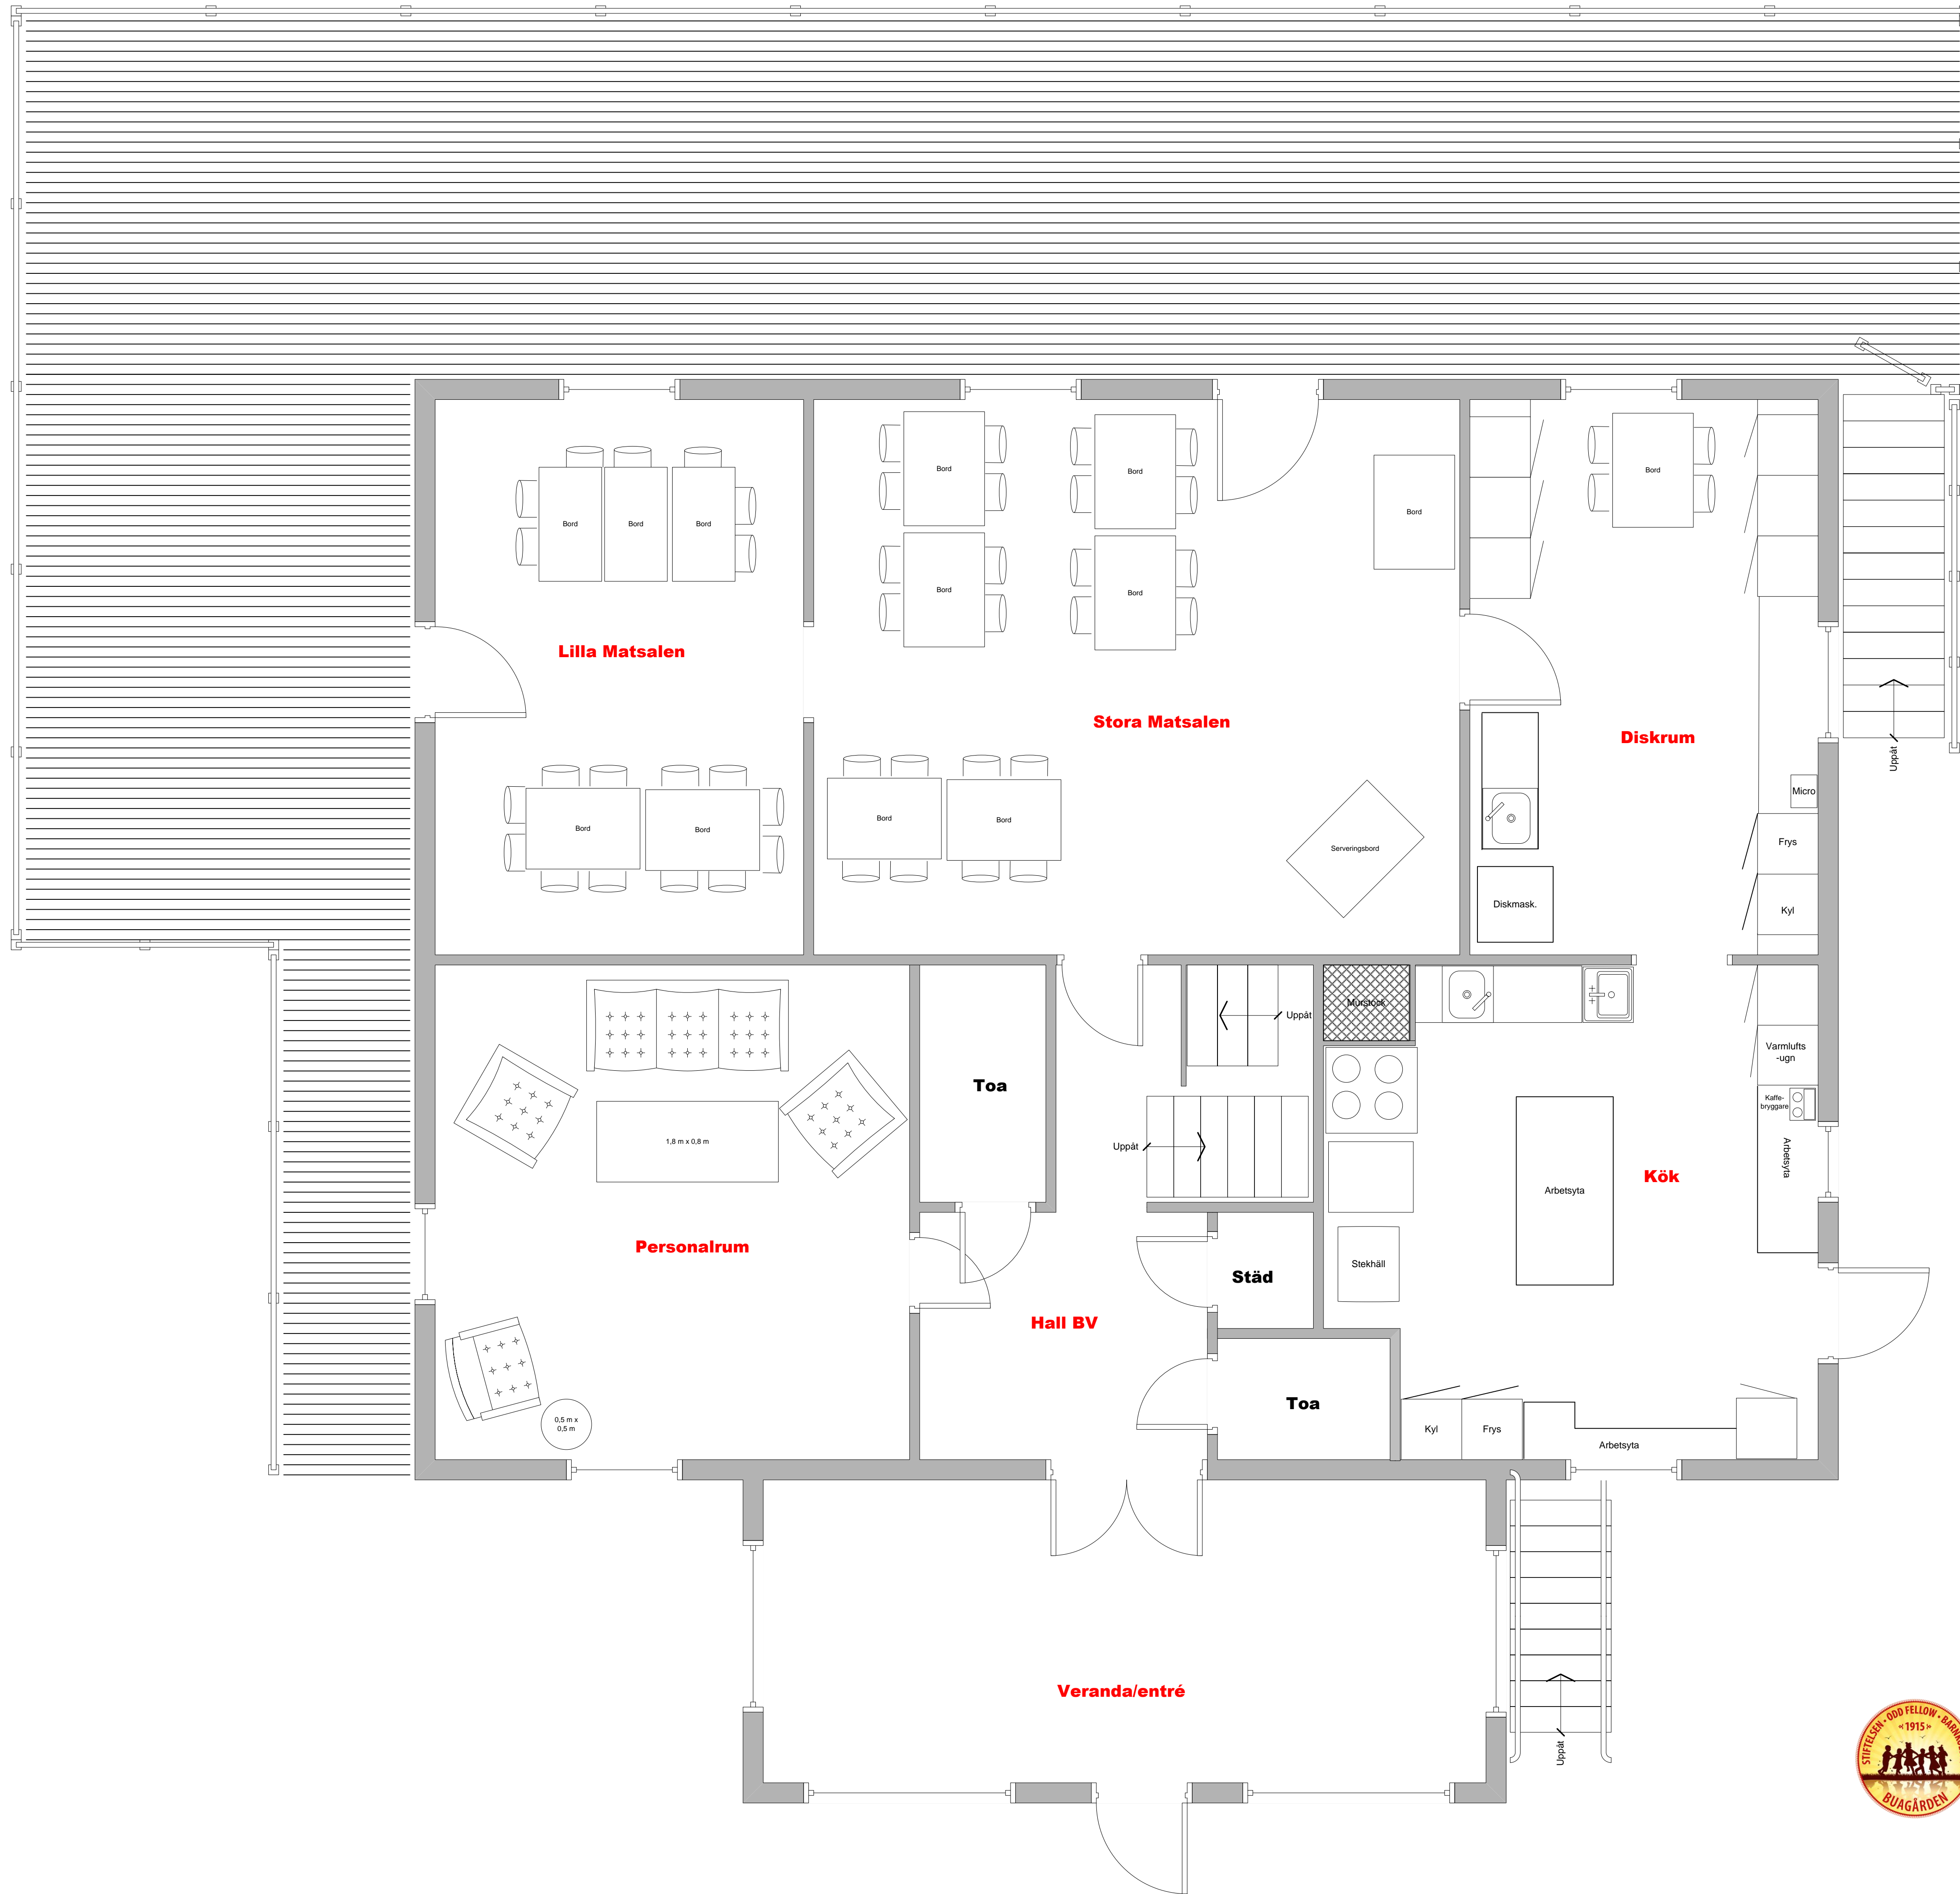 Bord
Bord
Bord
Bord
Bord
Bord
Bord
Bord
Bord
Bord
Lilla Matsalen
Stora Matsalen
Diskrum
Uppåt
Micro
Bord
Bord
Bord
Bord
Serveringsbord
Frys
Diskmask.
Kyl
Murstock
Uppåt
Varmlufts
-ugn
Toa
Kaffe-
bryggare
1,8 m x 0,8 m
Uppåt
Arbetsyta
Kök
Arbetsyta
Personalrum
Stekhäll
Städ
Hall BV
Toa
0,5 m x
0,5 m
Kyl
Frys
Arbetsyta
Veranda/entré
Uppåt
STIFTELSEN · ODD FELLOW ·
1915
BUAGÅRDEN